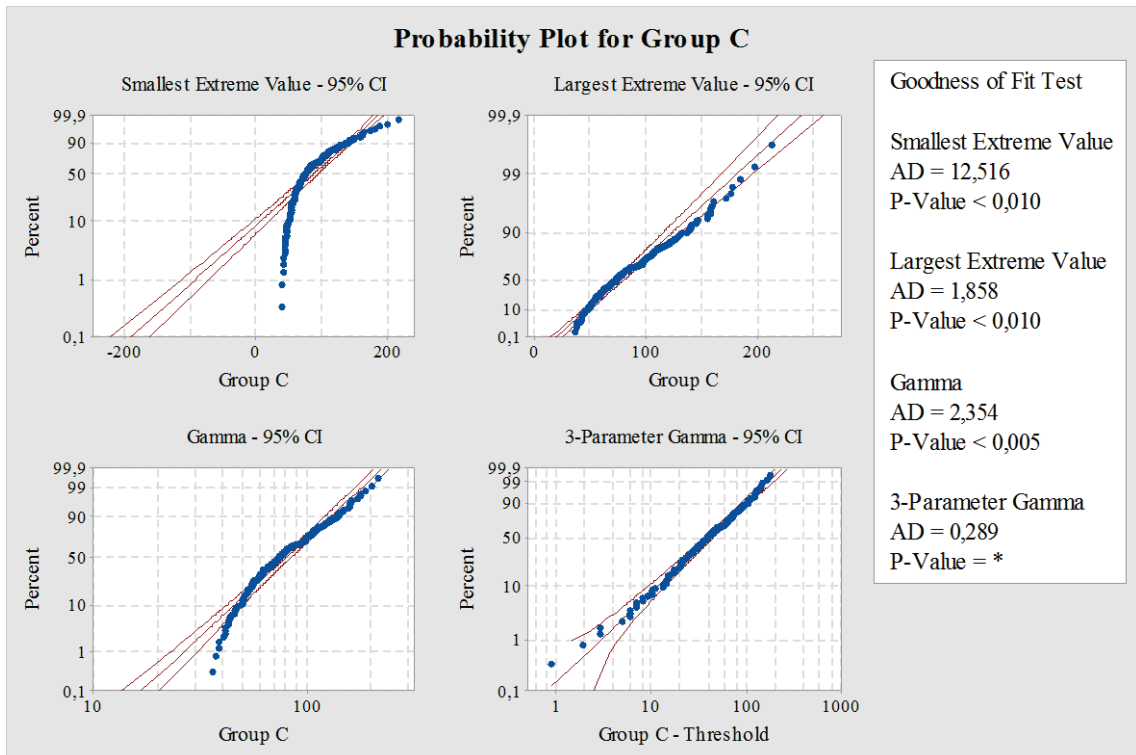 Probability Plot for Group C
Smallest Extreme Value - 95% CI
99,9
90
50
10
1
0,1
Percent
-200
0
200
Group C
Largest Extreme Value - 95% CI
99,9
99
90
50
10
0,1
Percent
0
100
200
Group C
Gamma - 95% CI
99,9
99
90
50
10
1
0,1
Percent
10
100
Group C
3-Parameter Gamma - 95% CI
99,9
99
90
50
10
1
0,1
Percent
1
10
100
1000
Group C - Threshold
Goodness of Fit Test
Smallest Extreme Value
AD = 12,516
P-Value < 0,010
Largest Extreme Value
AD = 1,858
P-Value < 0,010
Gamma
AD = 2,354
P-Value < 0,005
3-Parameter Gamma
AD = 0,289
P-Value = *